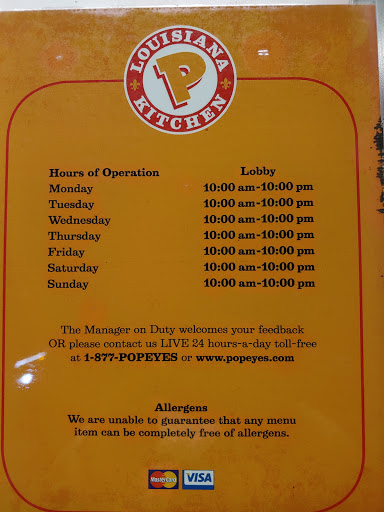 LOUISIANA
P
KITCHEN
Hours of Operation Lobby
Monday 10:00 am-10:00 pm
Tuesday 10:00 am-10:00 pm
Wednesday 10:00 am-10:00 pm
Thursday 10:00 am-10:00 pm
Friday 10:00 am-10:00 pm
Saturday 10:00 am-10:00 pm
Sunday 10:00 am-10:00 pm
The Manager on Duty welcomes your feedback
OR please contact us LIVE 24 hours-a-day toll-free
at 1-877-POPEYES or www.popeyes.com
Allergens
We are unable to guarantee that any menu
item can be completely free of allergens.
MasterCard VISA